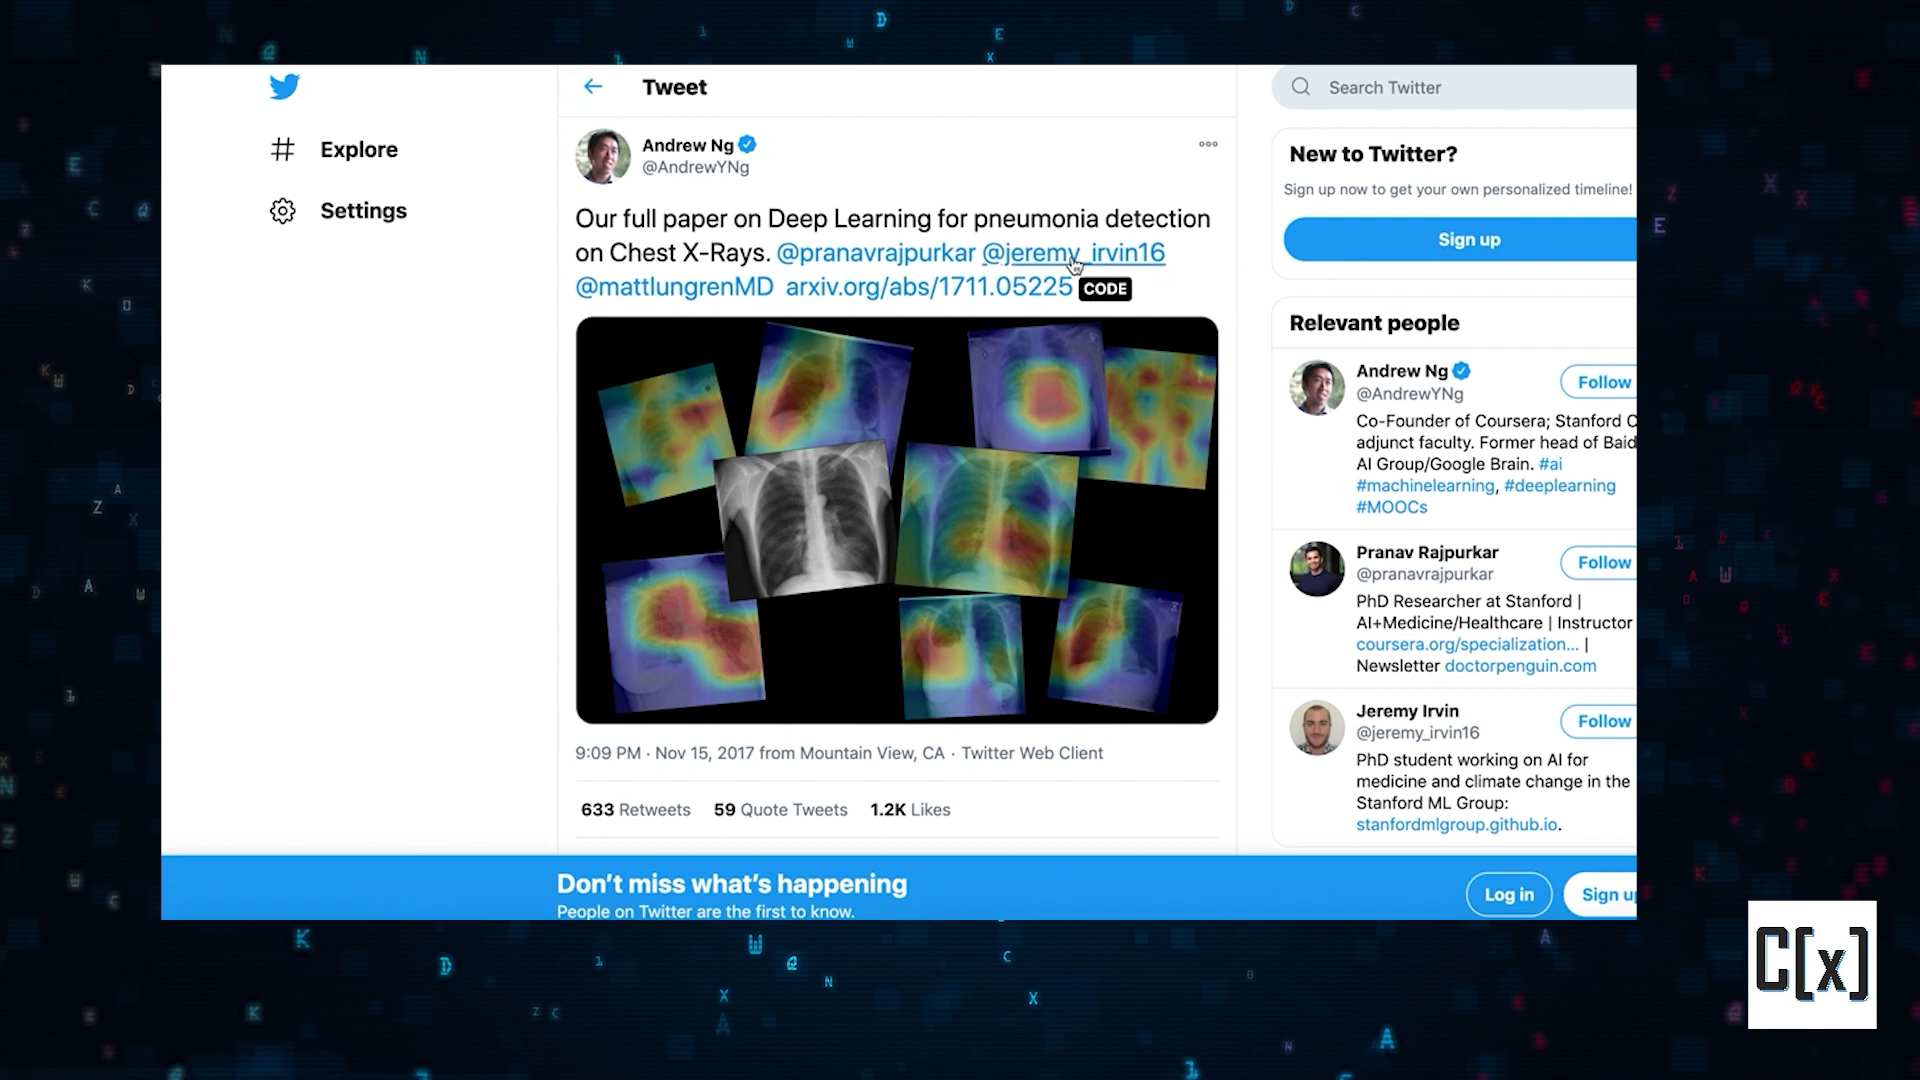 Tweet
Search Twitter
Explore
Settings
Andrew Ng
@AndrewYNg
Our full paper on Deep Learning for pneumonia detection
on Chest X-Rays. @pranavrajpurkar @jeremy_irvin16
@mattlungrenMD arxiv.org/abs/1711.05225 CODE
9:09 PM · Nov 15, 2017 from Mountain View, CA · Twitter Web Client
633 Retweets 59 Quote Tweets 1.2K Likes
New to Twitter?
Sign up now to get your own personalized timeline!
Sign up
Relevant people
Andrew Ng
@AndrewYNg
Follow
Co-Founder of Coursera; Stanford C
adjunct faculty. Former head of Baid
AI Group/Google Brain. #ai
#machinelearning, #deeplearning
#MOOCs
Pranav Rajpurkar
@pranavrajpurkar
Follow
PhD Researcher at Stanford |
AI+Medicine/Healthcare | Instructor
coursera.org/specialization... |
Newsletter doctorpenguin.com
Jeremy Irvin
@jeremy_irvin16
Follow
PhD student working on AI for
medicine and climate change in the
Stanford ML Group:
stanfordmlgroup.github.io.
Don't miss what's happening
People on Twitter are the first to know.
Log in
Sign up
C[x]